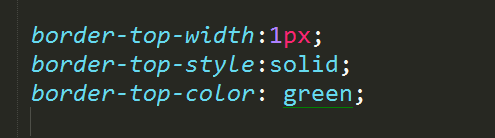 border-top-width:1px;
border-top-style:solid;
border-top-color: green;